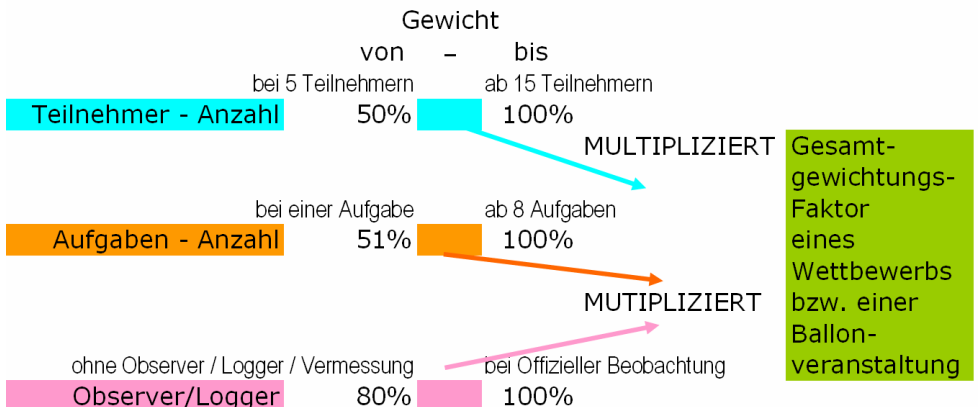 Gewicht
von – bis
bei 5 Teilnehmern ab 15 Teilnehmern
Teilnehmer - Anzahl 50% 100%
MULTIPLIZIERT
bei einer Aufgabe ab 8 Aufgaben
Aufgaben - Anzahl 51% 100%
MUTIPLIZIERT
ohne Observer / Logger / Vermessung bei Offizieller Beobachtung
Observer/Logger 80% 100%
Gesamt-
gewichtungs-
Faktor
eines
Wettbewerbs
bzw. einer
Ballon-
veranstaltung